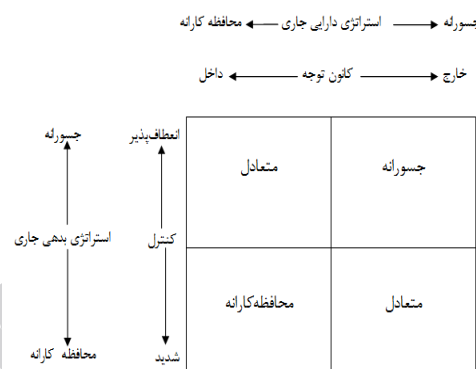 جسورانه استراتژی دارایی جاری محافظه کارانه
خارج کانون توجه داخل
جسورانه انعطاف‌پذیر
جسورانه متعادل
استراتژی بدهی جاری کنترل
متعادل محافظه‌کارانه
محافظه کارانه شدید